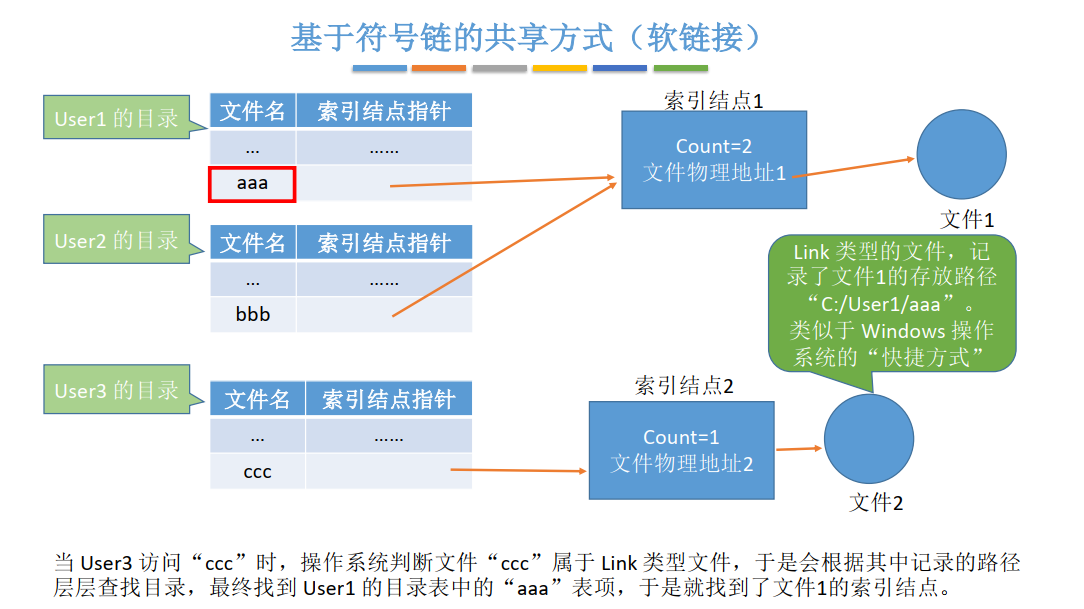 基于符号链的共享方式（软链接）
User1 的目录
文件名 索引结点指针
... ......
aaa
索引结点1
Count=2
文件物理地址1
文件1
User2 的目录
文件名 索引结点指针
... ......
bbb
Link 类型的文件，记
录了文件1的存放路径
“C:/User1/aaa”。
类似于 Windows 操作
系统的“快捷方式”
User3 的目录
文件名 索引结点指针
... ......
ccc
索引结点2
Count=1
文件物理地址2
文件2
当 User3 访问“ccc”时，操作系统判断文件“ccc”属于 Link 类型文件，于是会根据其中记录的路径
层层查找目录，最终找到 User1 的目录表中的“aaa”表项，于是就找到了文件1的索引结点。